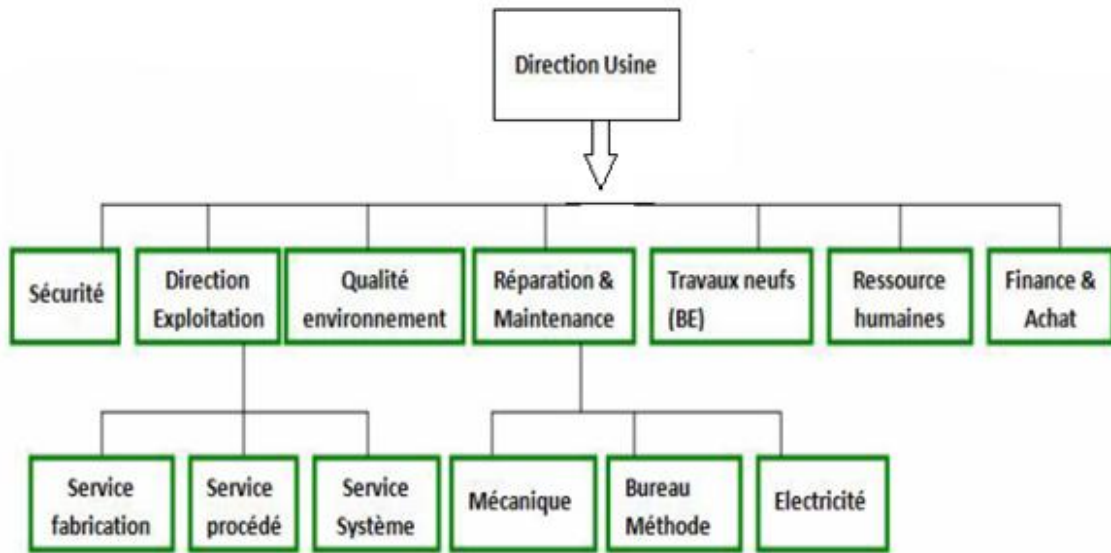 Direction Usine
Sécurité
Direction
Exploitation
Qualité
environnement
Réparation &
Maintenance
Travaux neufs
(BE)
Ressource
humaines
Finance &
Achat
Service
fabrication
Service
procédé
Service
Système
Mécanique
Bureau
Méthode
Electricité